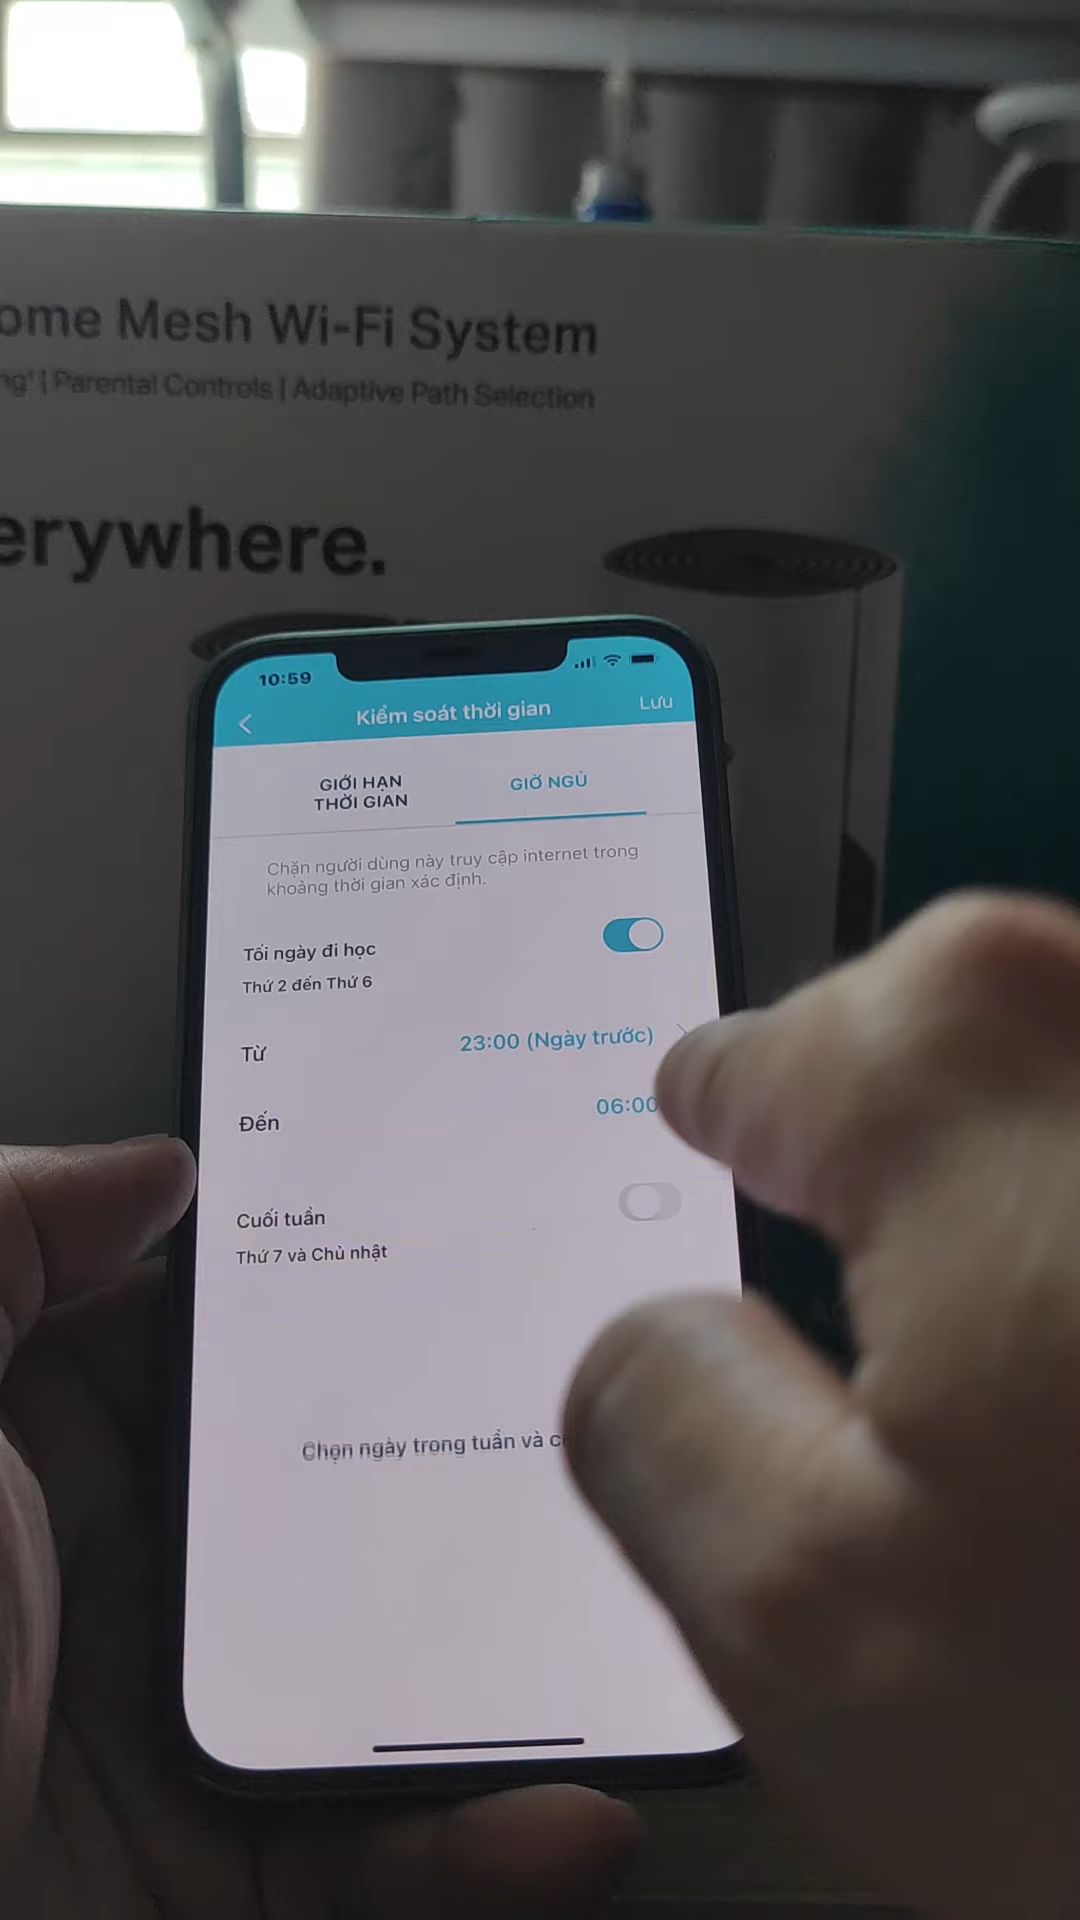 ome Mesh Wi-Fi System
ng¹ | Parental Controls | Adaptive Path Selection
erywhere.
10:59
Kiểm soát thời gian
Lưu
GIỚI HẠN
THỜI GIAN
GIỜ NGỦ
Chặn người dùng này truy cập internet trong
khoảng thời gian xác định.
Tối ngày đi học
Thứ 2 đến Thứ 6
Từ
23:00 (Ngày trước)
Đến
06:00
Cuối tuần
Thứ 7 và Chủ nhật
Chọn ngày trong tuần và